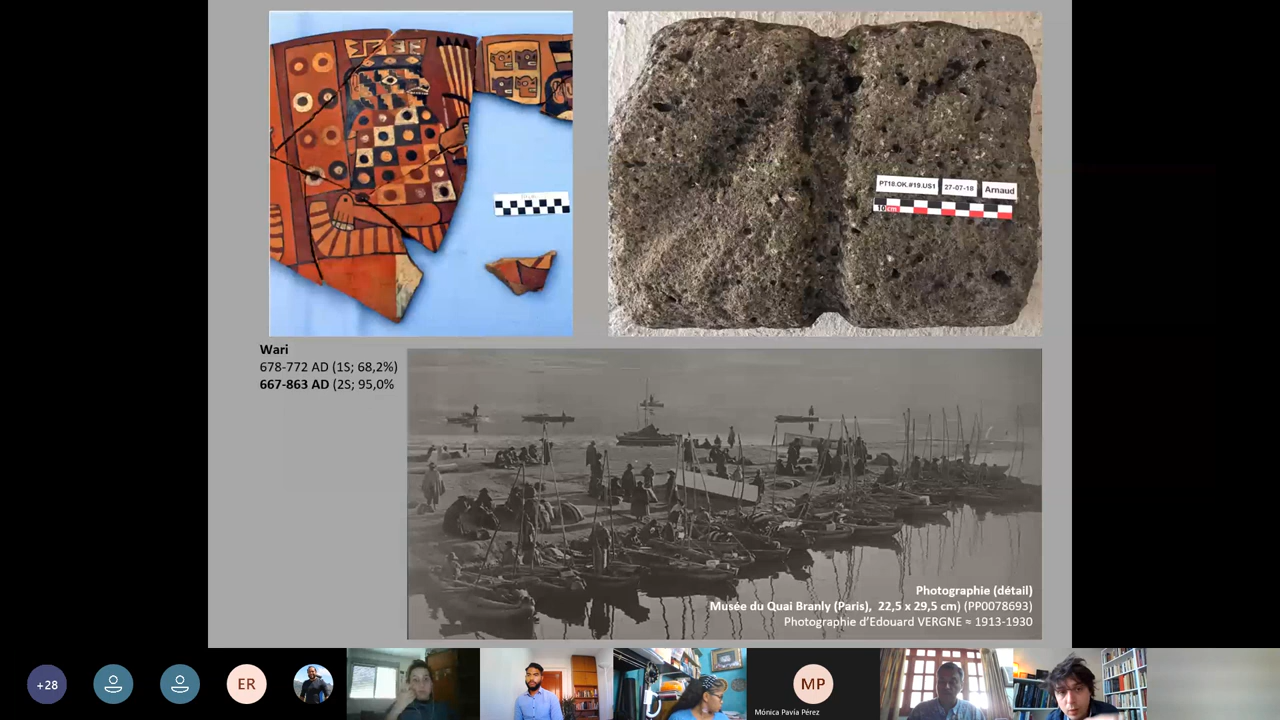 PT18.OK.#19.US1
27-07-18
Arnaud
10cm
Wari
678-772 AD (1S; 68,2%)
667-863 AD (2S; 95,0%
Photographie (détail)
Musée du Quai Branly (Paris),  22,5 x 29,5 cm) (PP0078693)
Photographie d'Edouard VERGNE ≈ 1913-1930
+28
ER
MP
Mónica Pavía Pérez